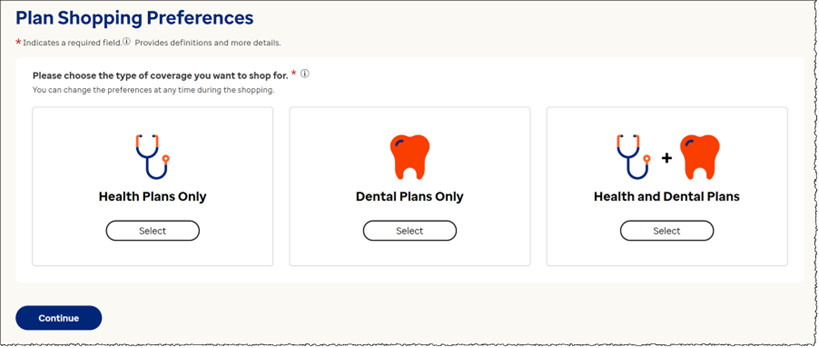 Plan Shopping Preferences
* Indicates a required field. ⓘ Provides definitions and more details.
Please choose the type of coverage you want to shop for. * ⓘ
You can change the preferences at any time during the shopping.
+
Health Plans Only
Dental Plans Only
Health and Dental Plans
Select
Select
Select
Continue